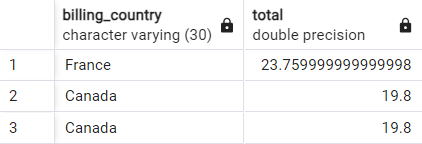 billing_country total
character varying (30) double precision
1 France 23.759999999999998
2 Canada 19.8
3 Canada 19.8